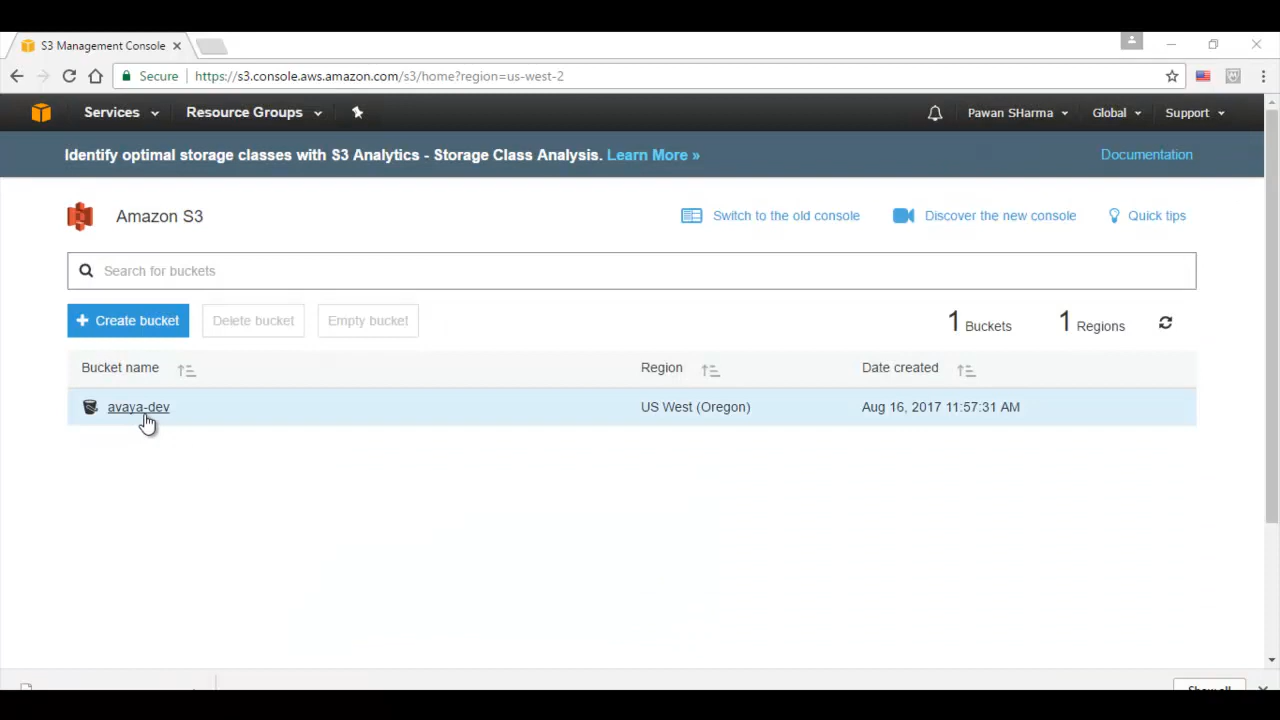 S3 Management Console
Secure https://s3.console.aws.amazon.com/s3/home?region=us-west-2
Services Resource Groups Pawan SHarma Global Support
Identify optimal storage classes with S3 Analytics - Storage Class Analysis. Learn More » Documentation
Amazon S3 Switch to the old console Discover the new console Quick tips
Search for buckets
Create bucket Delete bucket Empty bucket 1 Buckets 1 Regions
Bucket name Region Date created
avaya-dev US West (Oregon) Aug 16, 2017 11:57:31 AM
Show all